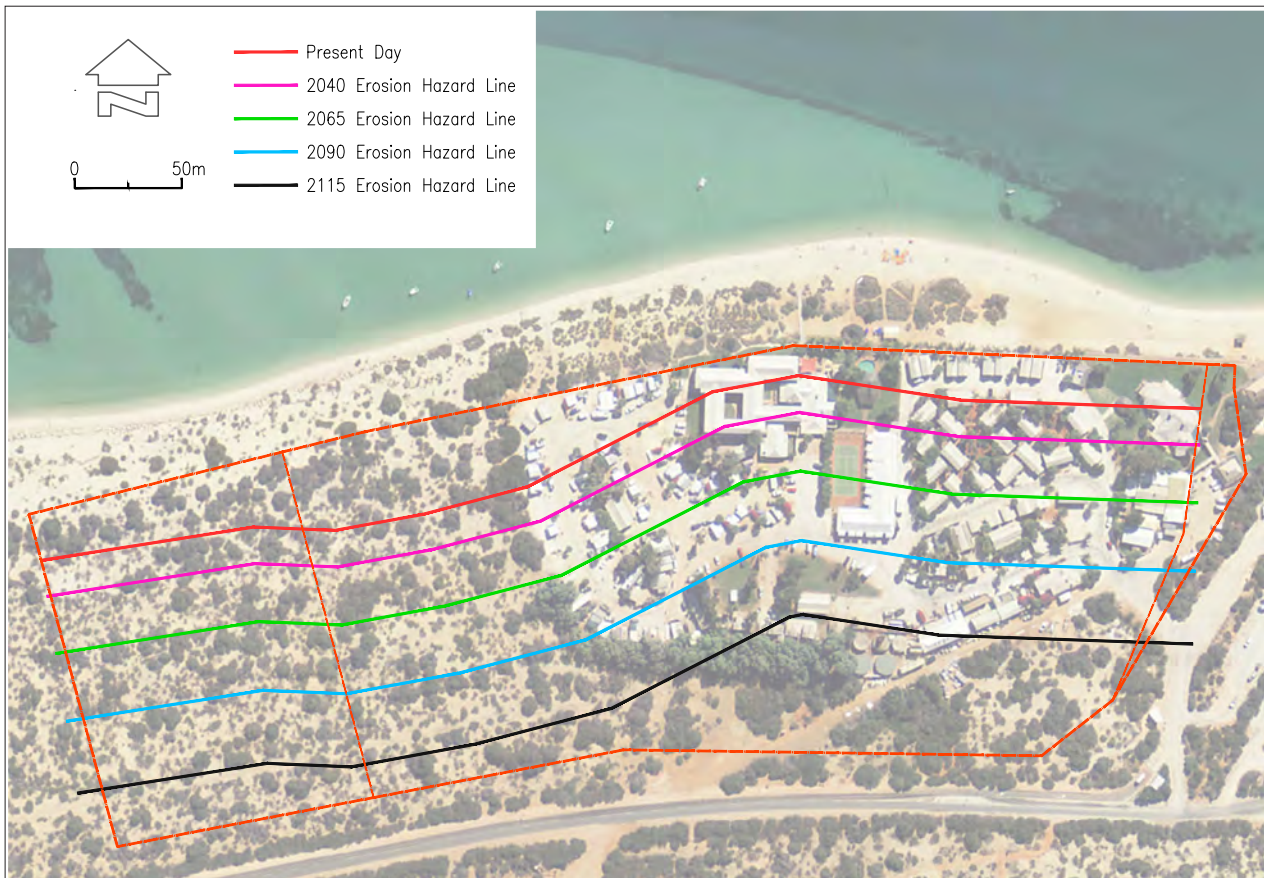 Present Day
2040 Erosion Hazard Line
2065 Erosion Hazard Line
2090 Erosion Hazard Line
2115 Erosion Hazard Line
N
0 50m